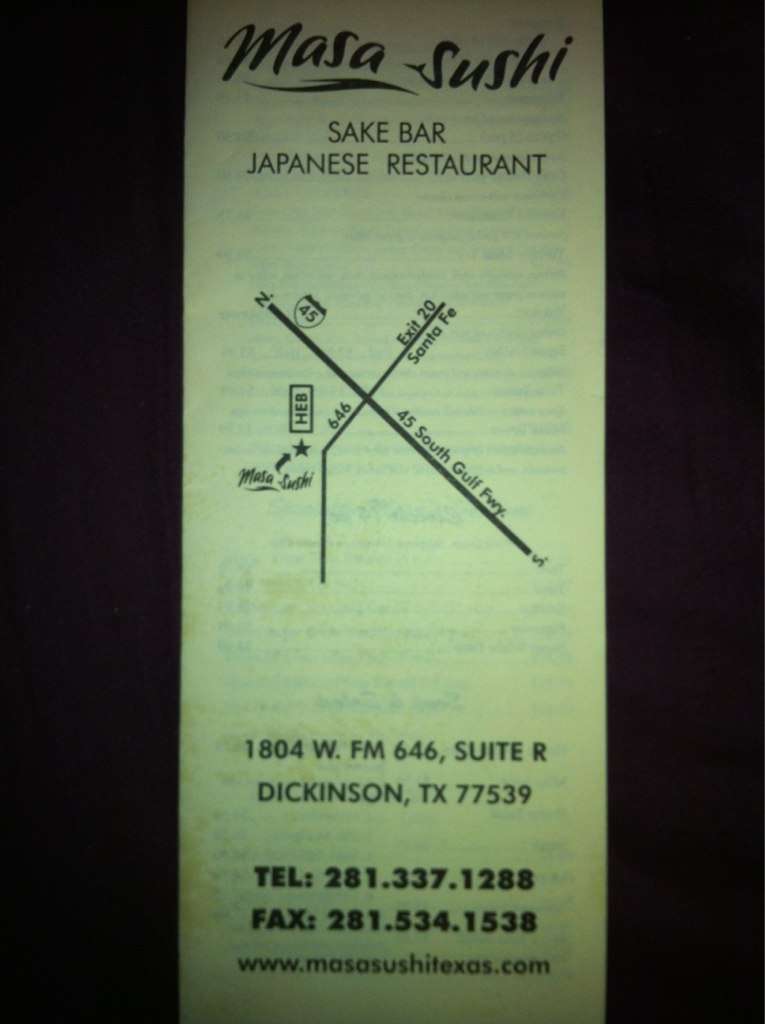 Masa Sushi
SAKE BAR
JAPANESE RESTAURANT
N.
45
Exit 20
Santa Fe
HEB
646
45 South Gulf Fwy.
Masa Sushi
S.
1804 W. FM 646, SUITE R
DICKINSON, TX 77539
TEL: 281.337.1288
FAX: 281.534.1538
www.masasushitexas.com